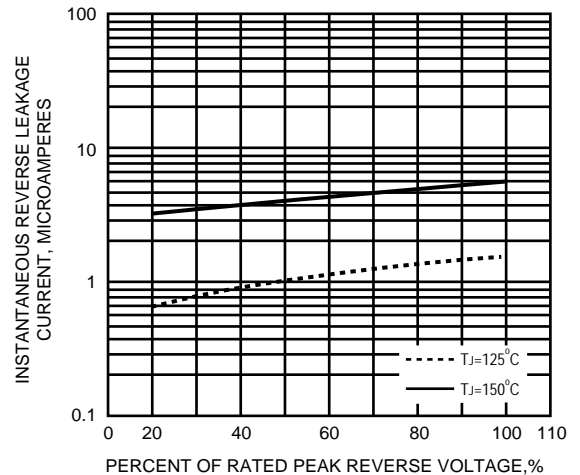 INSTANTANEOUS REVERSE LEAKAGE
CURRENT, MICROAMPERES
100
10
1
0.1
TJ=125°C
TJ=150°C
0 20 40 60 80 100 110
PERCENT OF RATED PEAK REVERSE VOLTAGE,%